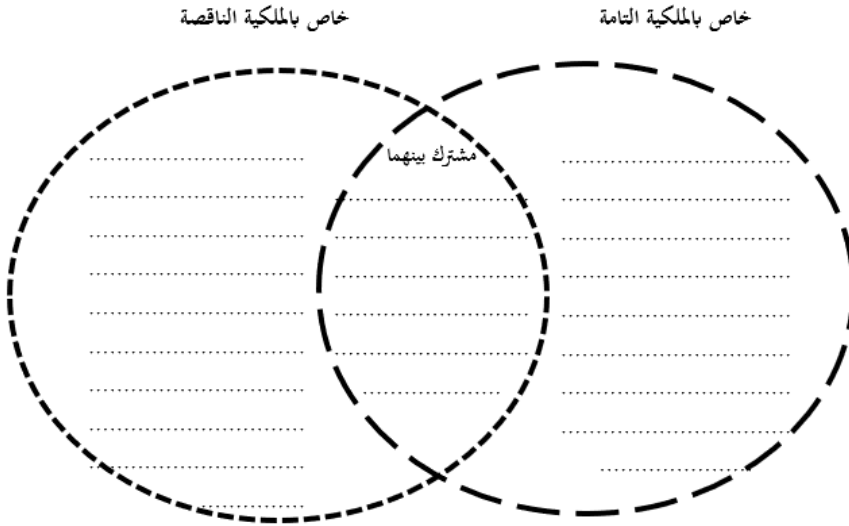 خاص بالملكية التامة
خاص بالملكية الناقصة
مشترك بينهما